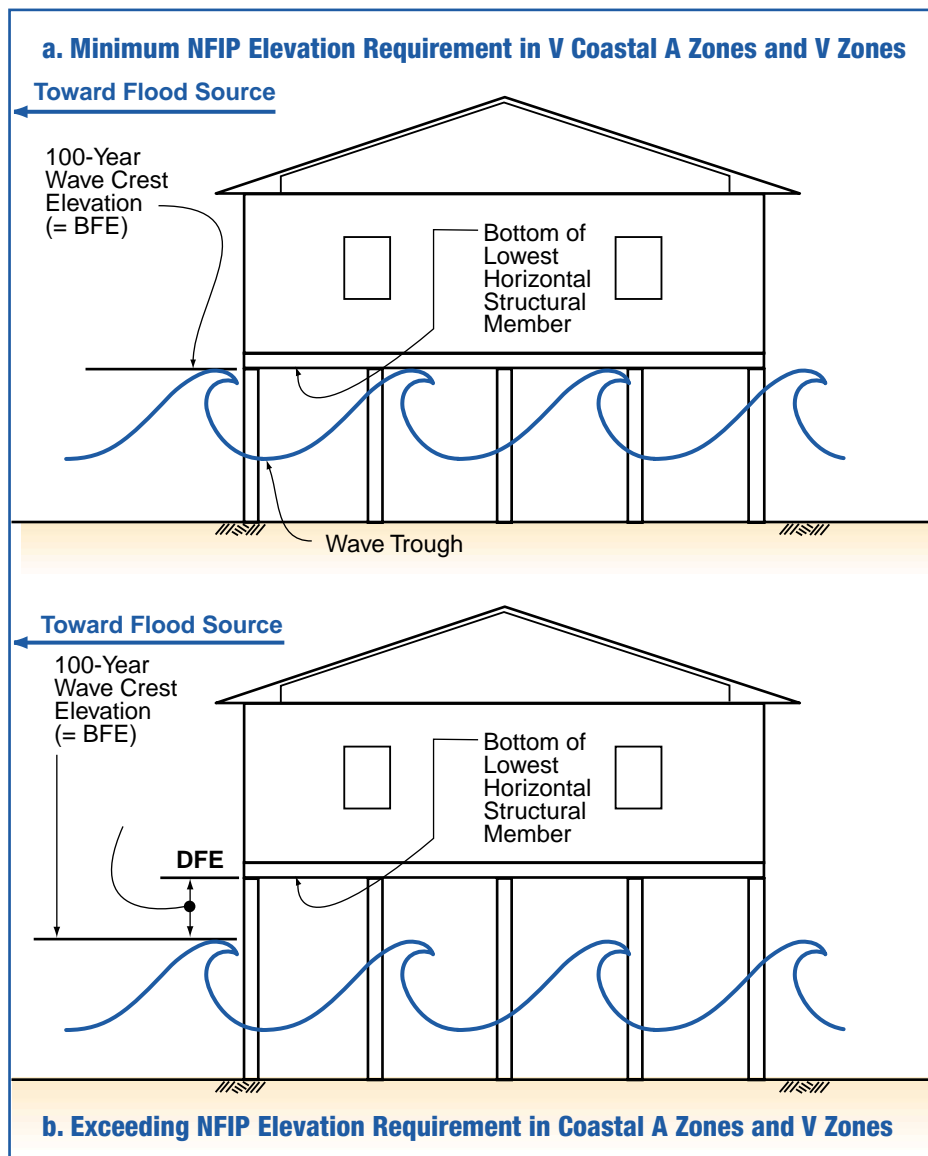 a. Minimum NFIP Elevation Requirement in V Coastal A Zones and V Zones
Toward Flood Source
100-Year
Wave Crest
Elevation
(= BFE)
Bottom of
Lowest
Horizontal
Structural
Member
Wave Trough
Toward Flood Source
100-Year
Wave Crest
Elevation
(= BFE)
Bottom of
Lowest
Horizontal
Structural
Member
DFE
b. Exceeding NFIP Elevation Requirement in Coastal A Zones and V Zones